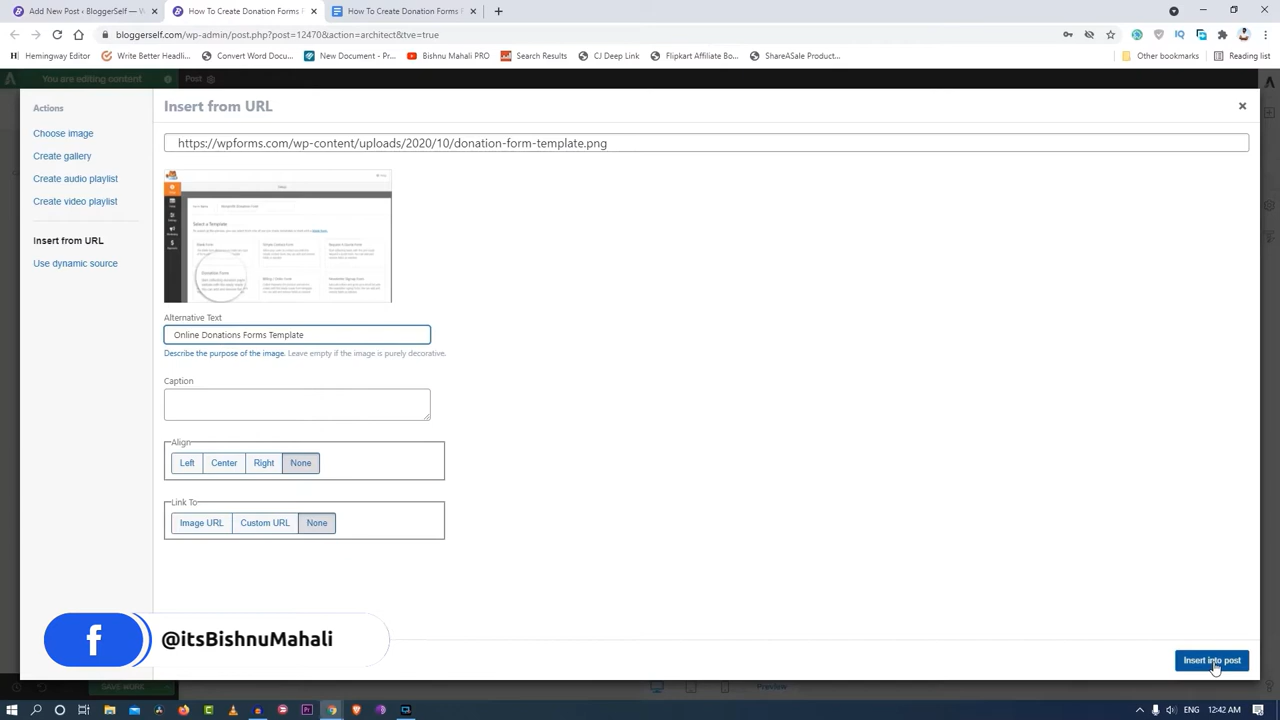 Add New Post ‹ BloggerSelf — W
How To Create Donation Forms F
How To Create Donation Forms F
bloggerself.com/wp-admin/post.php?post=12470&action=architect&tve=true
Hemingway Editor
Write Better Headli...
Convert Word Docu...
New Document - Pr...
Bishnu Mahali PRO
Search Results
CJ Deep Link
Flipkart Affiliate Bo...
ShareASale Product...
Other bookmarks
Reading list
You are editing content
Post
Actions
Choose image
Create gallery
Create audio playlist
Create video playlist
Insert from URL
Use dynamic source
Insert from URL
https://wpforms.com/wp-content/uploads/2020/10/donation-form-template.png
Select a Template
Donation Form
Alternative Text
Online Donations Forms Template
Describe the purpose of the image. Leave empty if the image is purely decorative.
Caption
Align
Left
Center
Right
None
Link To
Image URL
Custom URL
None
@itsBishnuMahali
Insert into post
SAVE WORK
ENG
12:42 AM